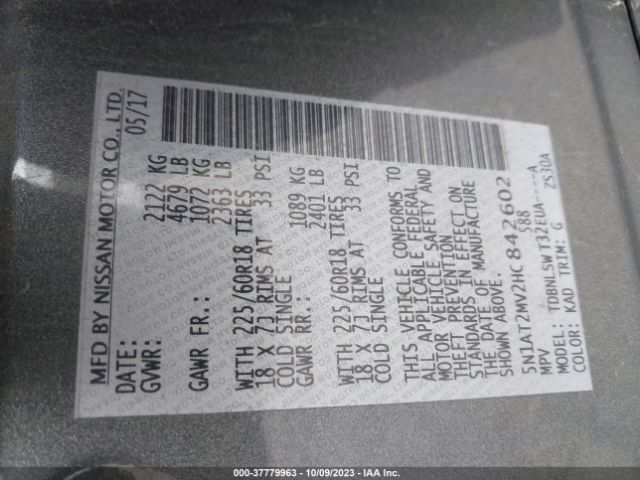 MFD BY NISSAN MOTOR CO., LTD.
DATE: 05/17
GVWR: 2122 KG
4679 LB
GAWR FR.: 1072 KG
2363 LB
WITH 225/60R18 TIRES
18 X 7J RIMS AT 33 PSI
COLD SINGLE
GAWR RR.: 1089 KG
2401 LB
WITH 225/60R18 TIRES
18 X 7J RIMS AT 33 PSI
COLD SINGLE
THIS VEHICLE CONFORMS TO
ALL APPLICABLE FEDERAL
MOTOR VEHICLE SAFETY AND
THEFT PREVENTION
STANDARDS IN EFFECT ON
THE DATE OF MANUFACTURE
SHOWN ABOVE.
5N1AT2MV2HC842602
MPV 588
MODEL: TDBNLSWT32EUA---A
COLOR: KAD TRIM: G 2S30A
000-37779963 - 10/09/2023 - IAA Inc.